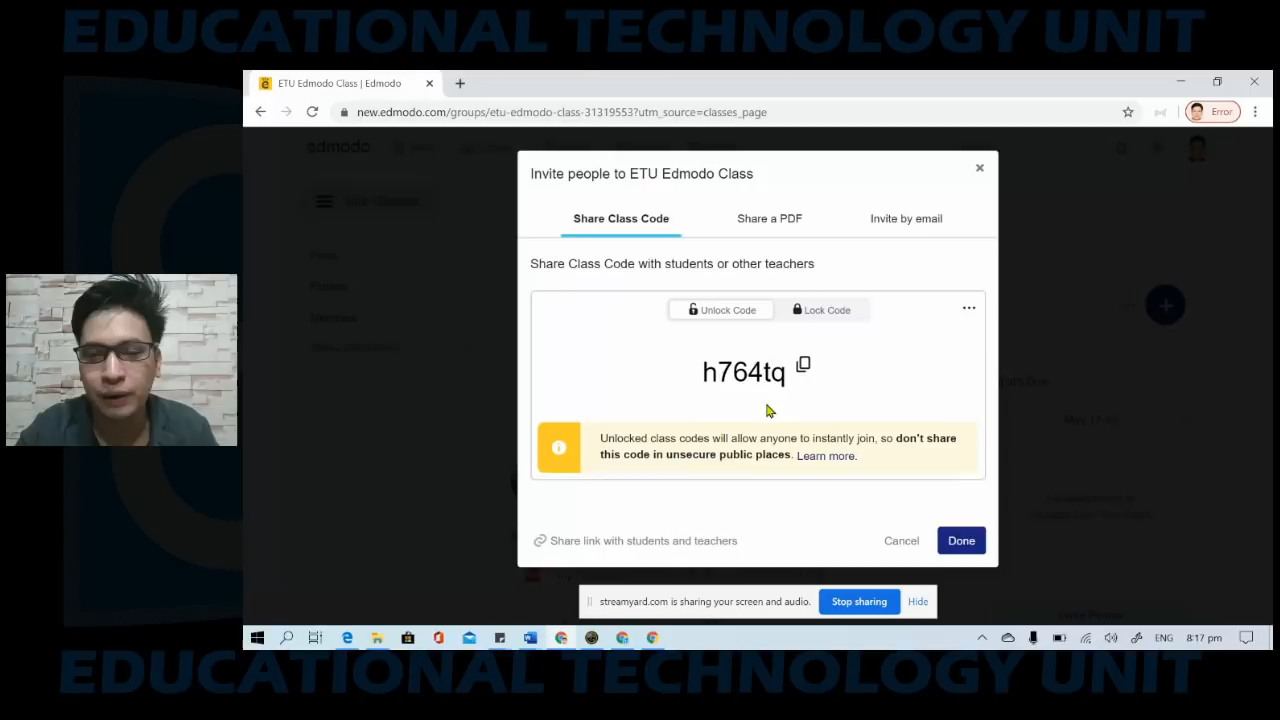 EDUCATIONAL TECHNOLOGY UNIT
ETU Edmodo Class | Edmodo
new.edmodo.com/groups/etu-edmodo-class-31319553?utm_source=classes_page
Error
edmodo
Invite people to ETU Edmodo Class
Share Class Code
Share a PDF
Invite by email
Share Class Code with students or other teachers
Unlock Code
Lock Code
h764tq
Unlocked class codes will allow anyone to instantly join, so don't share
this code in unsecure public places. Learn more.
Share link with students and teachers
Cancel
Done
streamyard.com is sharing your screen and audio.
Stop sharing
Hide
ENG
8:17 pm
EDUCATIONAL TECHNOLOGY UNIT